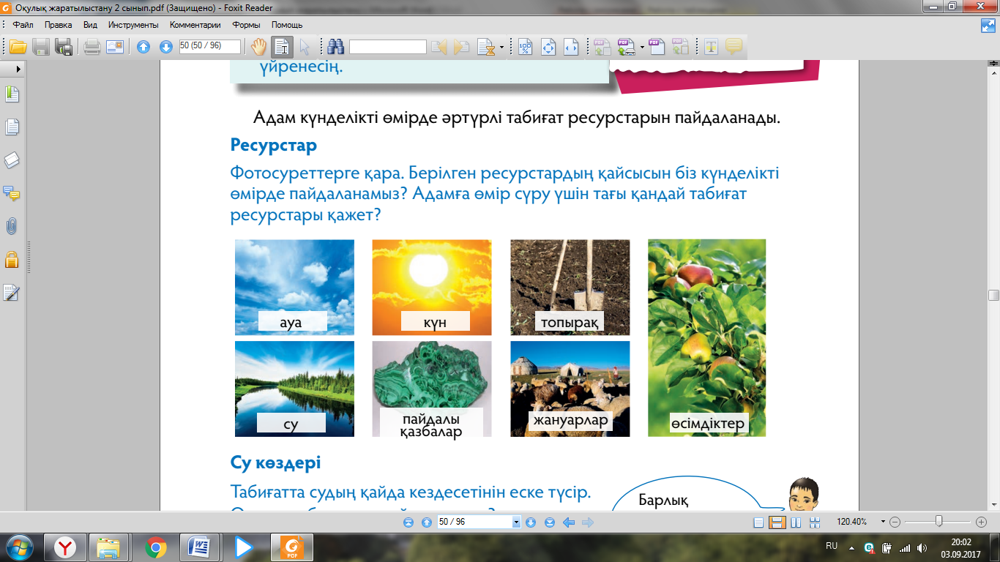 Оқулық жаратылыстану 2 сынып.pdf (Защищено) - Foxit Reader
Файл Правка Вид Инструменты Комментарии Формы Помощь
50 (50 / 96)
үйренесің.
Адам күнделікті өмірде әртүрлі табиғат ресурстарын пайдаланады.
Ресурстар
Фотосуреттерге қара. Берілген ресурстардың қайсысын біз күнделікті
өмірде пайдаланамыз? Адамға өмір сүру үшін тағы қандай табиғат
ресурстары қажет?
ауа
күн
топырақ
су
пайдалы
қазбалар
жануарлар
өсімдіктер
Су көздері
Табиғатта судың қайда кездесетінін еске түсір.
Барлық
50 / 96
120.40%
RU
20:02
03.09.2017